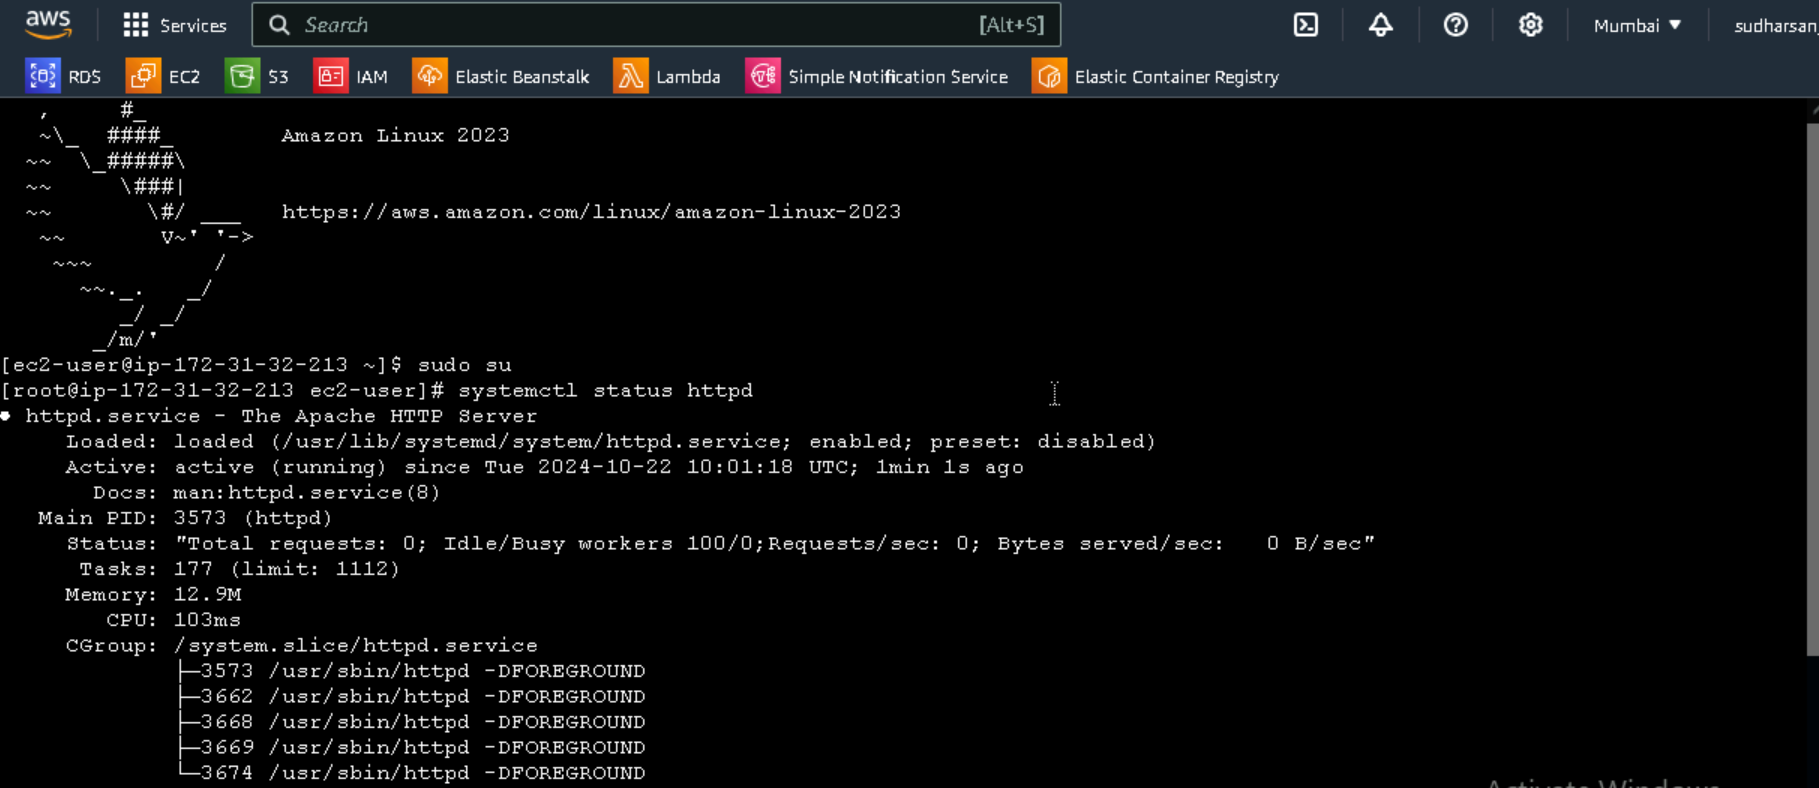 aws Services Search [Alt+S] Mumbai ▼ sudharsan
RDS EC2 S3 IAM Elastic Beanstalk Lambda Simple Notification Service Elastic Container Registry
   ,     #_
   ~\_  ####_        Amazon Linux 2023
  ~~  \_#####\
  ~~     \###|
  ~~       \#/ ___   https://aws.amazon.com/linux/amazon-linux-2023
   ~~       V~' '->
    ~~~         /
      ~~._.   _/
         _/ _/
       _/m/'
[ec2-user@ip-172-31-32-213 ~]$ sudo su
[root@ip-172-31-32-213 ec2-user]# systemctl status httpd
● httpd.service - The Apache HTTP Server
     Loaded: loaded (/usr/lib/systemd/system/httpd.service; enabled; preset: disabled)
     Active: active (running) since Tue 2024-10-22 10:01:18 UTC; 1min 1s ago
       Docs: man:httpd.service(8)
   Main PID: 3573 (httpd)
     Status: "Total requests: 0; Idle/Busy workers 100/0;Requests/sec: 0; Bytes served/sec:   0 B/sec"
      Tasks: 177 (limit: 1112)
     Memory: 12.9M
        CPU: 103ms
     CGroup: /system.slice/httpd.service
             ├─3573 /usr/sbin/httpd -DFOREGROUND
             ├─3662 /usr/sbin/httpd -DFOREGROUND
             ├─3668 /usr/sbin/httpd -DFOREGROUND
             ├─3669 /usr/sbin/httpd -DFOREGROUND
             └─3674 /usr/sbin/httpd -DFOREGROUND
Activate Windows